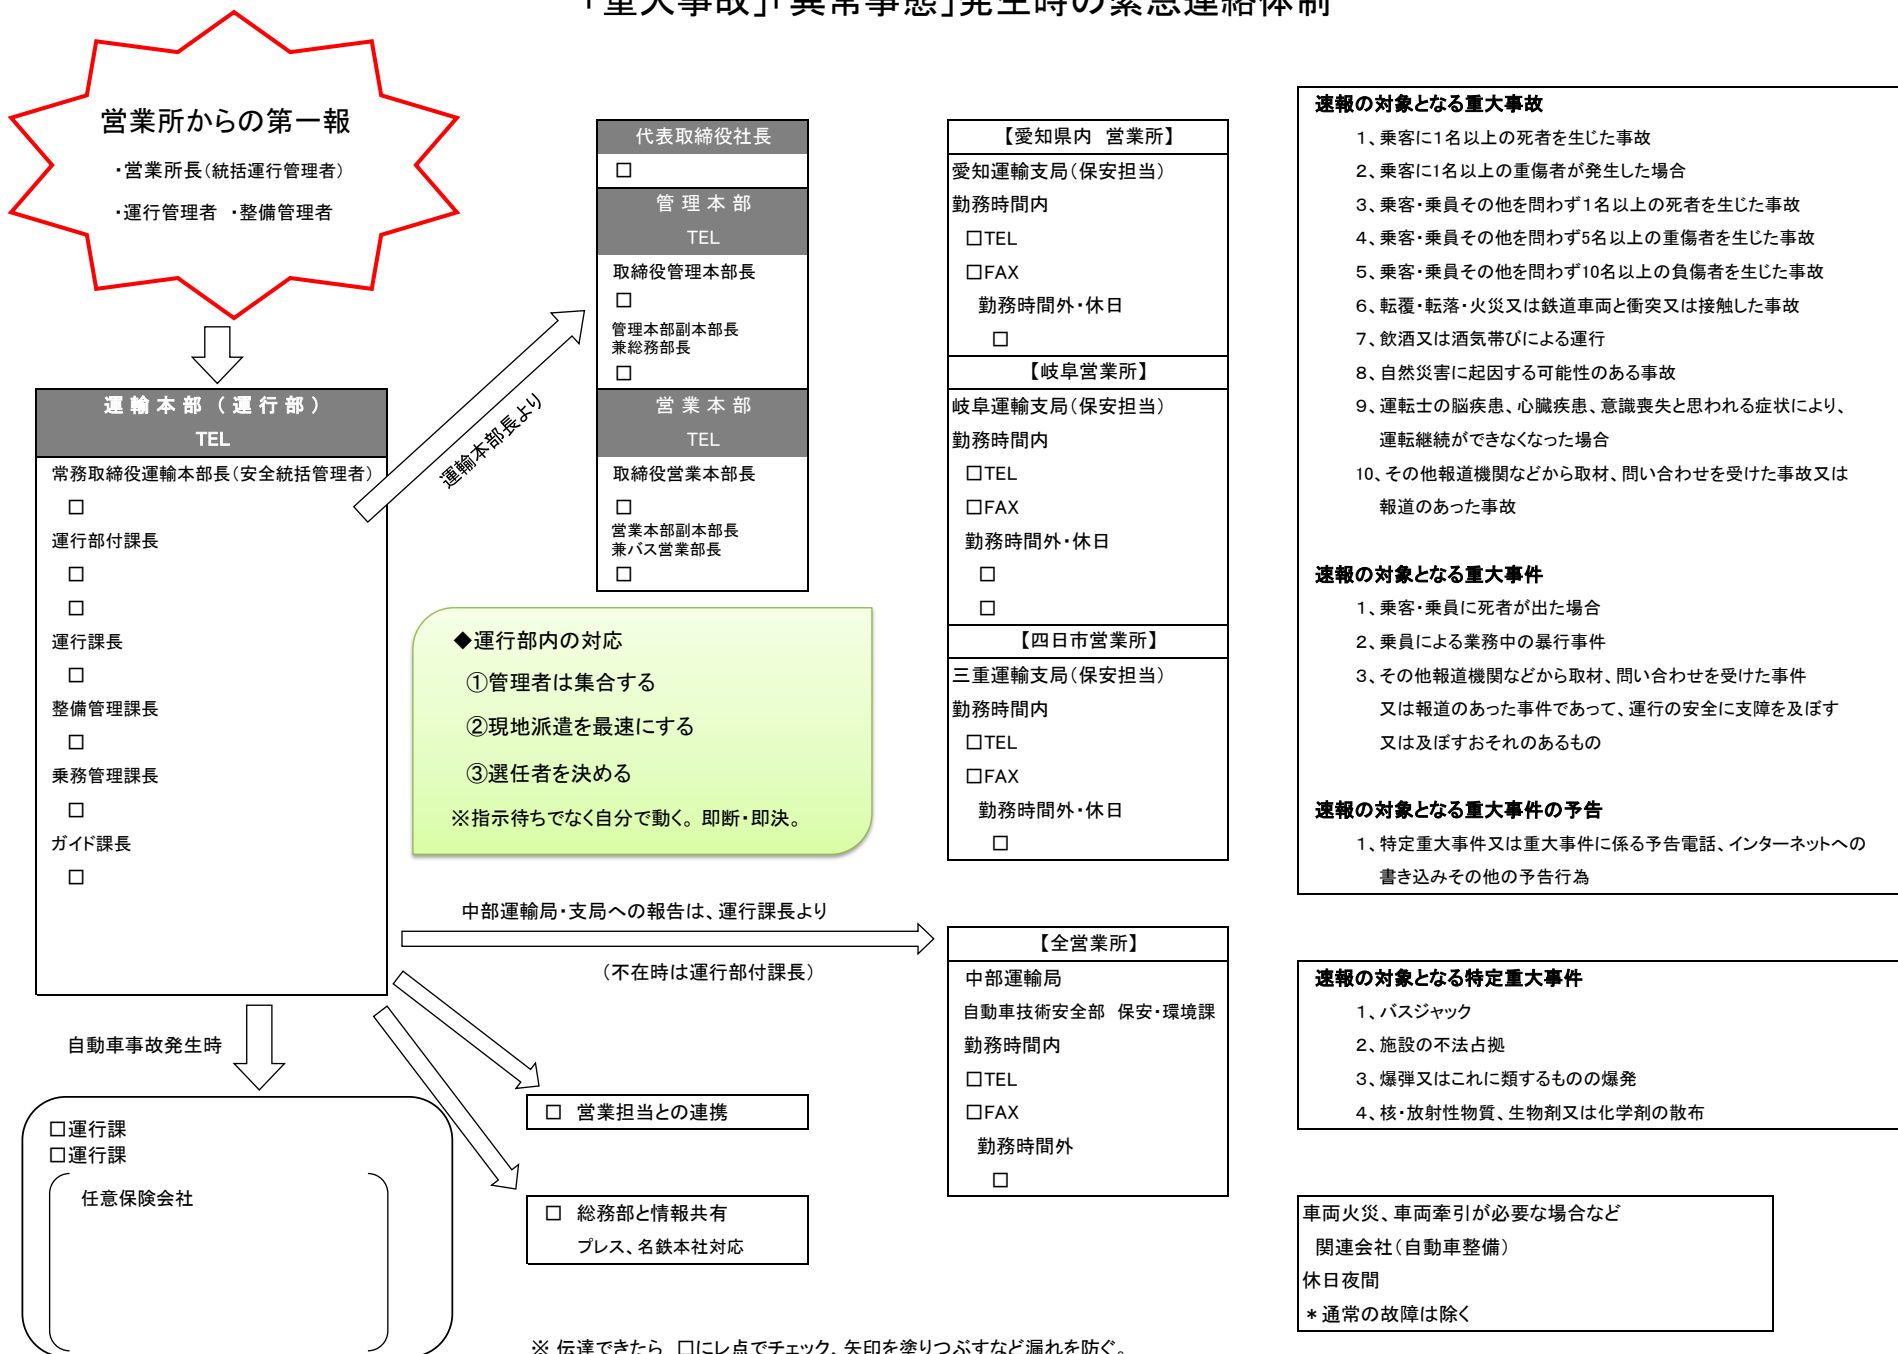 「重大事故」「異常事態」発生時の緊急連絡体制
営業所からの第一報
・営業所長(統括運行管理者)
・運行管理者 ・整備管理者
運輸本部(運行部)
TEL
常務取締役運輸本部長(安全統括管理者)
□
運行部付課長
□
□
運行課長
□
整備管理課長
□
乗務管理課長
□
ガイド課長
□
自動車事故発生時
□運行課
□運行課
任意保険会社
運輸本部長より
代表取締役社長
□
管理本部
TEL
取締役管理本部長
□
管理本部副本部長
兼総務部長
□
営業本部
TEL
取締役営業本部長
□
営業本部副本部長
兼バス営業部長
□
◆運行部内の対応
①管理者は集合する
②現地派遣を最速にする
③選任者を決める
※指示待ちでなく自分で動く。即断・即決。
中部運輸局・支局への報告は、運行課長より
(不在時は運行部付課長)
□ 営業担当との連携
□ 総務部と情報共有
プレス、名鉄本社対応
※ 伝達できたら、口にレ点でチェック、矢印を塗りつぶすなど漏れを防ぐ。
【愛知県内 営業所】
愛知運輸支局(保安担当)
勤務時間内
□TEL
□FAX
勤務時間外・休日
□
【岐阜営業所】
岐阜運輸支局(保安担当)
勤務時間内
□TEL
□FAX
勤務時間外・休日
□
□
【四日市営業所】
三重運輸支局(保安担当)
勤務時間内
□TEL
□FAX
勤務時間外・休日
□
【全営業所】
中部運輸局
自動車技術安全部 保安・環境課
勤務時間内
□TEL
□FAX
勤務時間外
□
速報の対象となる重大事故
1、乗客に1名以上の死者を生じた事故
2、乗客に1名以上の重傷者が発生した場合
3、乗客・乗員その他を問わず1名以上の死者を生じた事故
4、乗客・乗員その他を問わず5名以上の重傷者を生じた事故
5、乗客・乗員その他を問わず10名以上の負傷者を生じた事故
6、転覆・転落・火災又は鉄道車両と衝突又は接触した事故
7、飲酒又は酒気帯びによる運行
8、自然災害に起因する可能性のある事故
9、運転士の脳疾患、心臓疾患、意識喪失と思われる症状により、
運転継続ができなくなった場合
10、その他報道機関などから取材、問い合わせを受けた事故又は
報道のあった事故
速報の対象となる重大事件
1、乗客・乗員に死者が出た場合
2、乗員による業務中の暴行事件
3、その他報道機関などから取材、問い合わせを受けた事件
又は報道のあった事件であって、運行の安全に支障を及ぼす
又は及ぼすおそれのあるもの
速報の対象となる重大事件の予告
1、特定重大事件又は重大事件に係る予告電話、インターネットへの
書き込みその他の予告行為
速報の対象となる特定重大事件
1、バスジャック
2、施設の不法占拠
3、爆弾又はこれに類するものの爆発
4、核・放射性物質、生物剤又は化学剤の散布
車両火災、車両牽引が必要な場合など
関連会社(自動車整備)
休日夜間
*通常の故障は除く